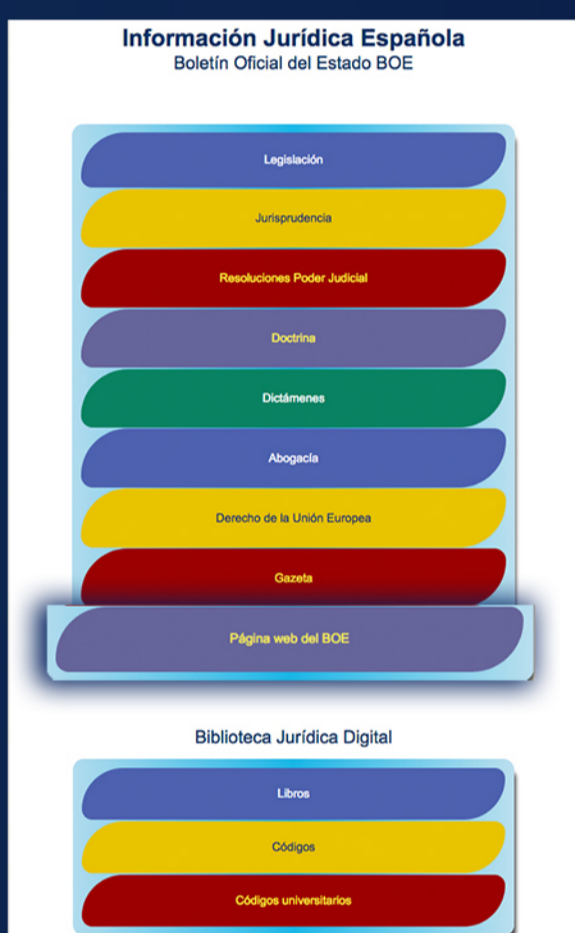 Información Jurídica Española
Boletín Oficial del Estado BOE
Legislación
Jurisprudencia
Resoluciones Poder Judicial
Doctrina
Dictámenes
Abogacía
Derecho de la Unión Europea
Gazeta
Página web del BOE
Biblioteca Jurídica Digital
Libros
Códigos
Códigos universitarios